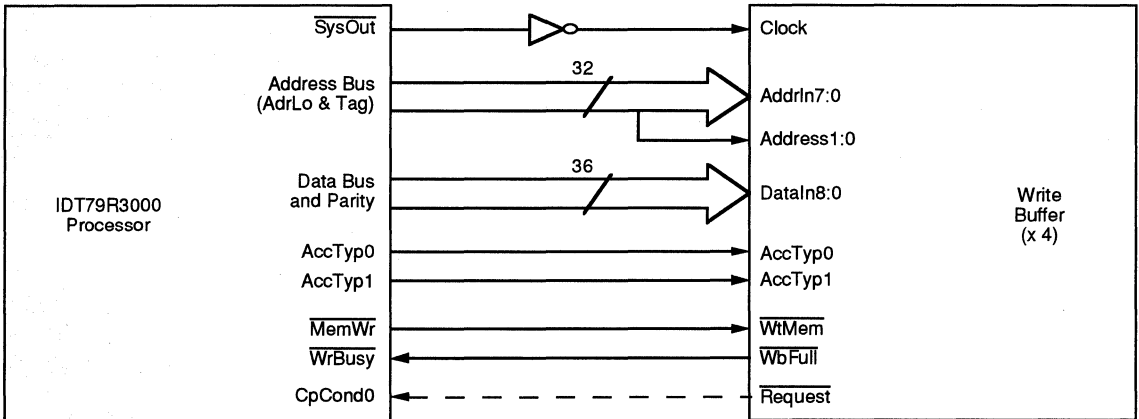 SysOut
Clock
32
Address Bus
(AdrLo & Tag)
AddrIn7:0
Address1:0
36
Data Bus
and Parity
DataIn8:0
IDT79R3000
Processor
Write
Buffer
(x 4)
AccTyp0
AccTyp0
AccTyp1
AccTyp1
MemWr
WtMem
WrBusy
WbFull
CpCond0
Request